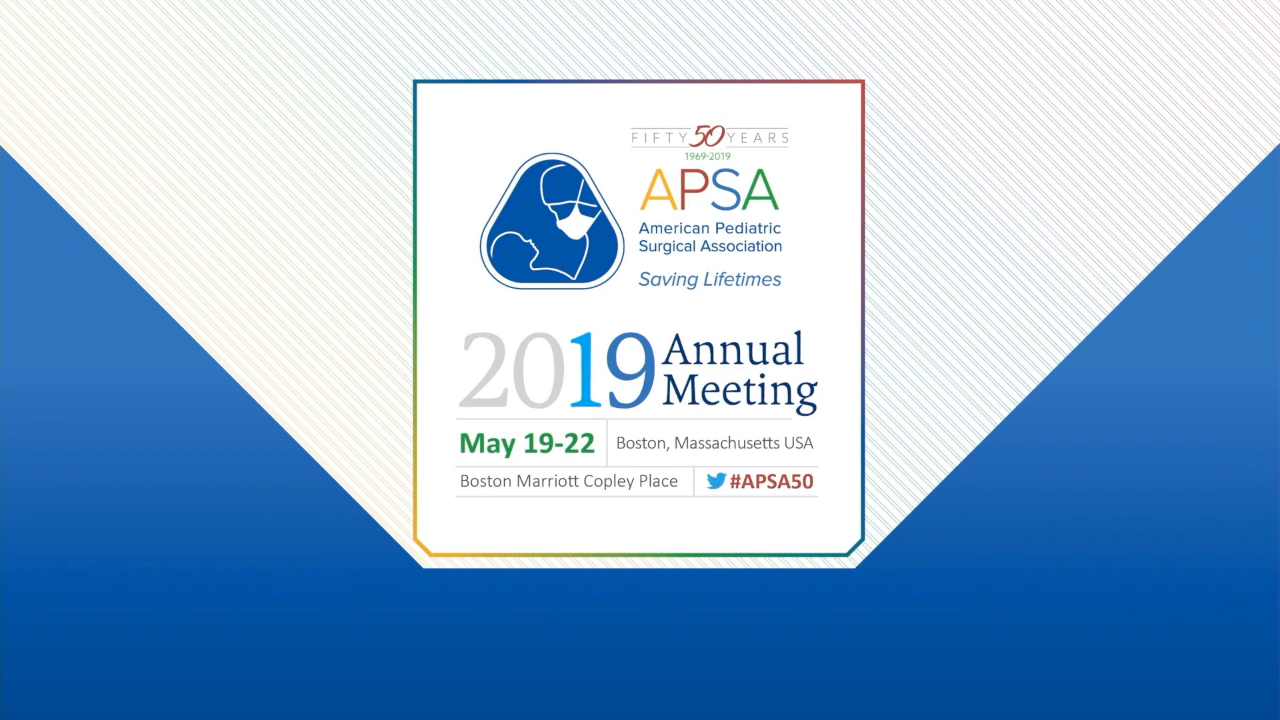 FIFTY 50 YEARS
1969-2019
APSA
American Pediatric
Surgical Association
Saving Lifetimes
2019 Annual
Meeting
May 19-22
Boston, Massachusetts USA
Boston Marriott Copley Place
#APSA50